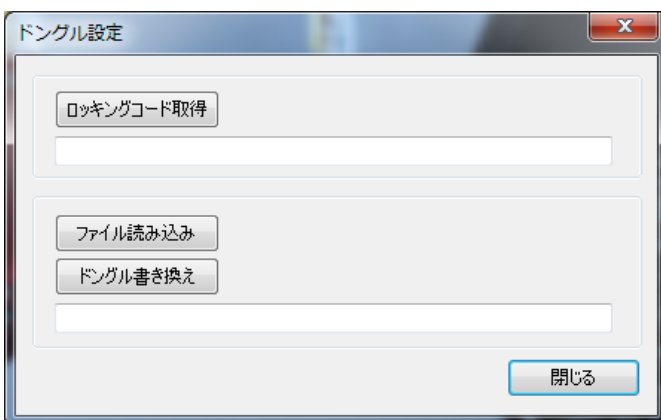 ドングル設定
ロッキングコード取得
ファイル読み込み
ドングル書き換え
閉じる